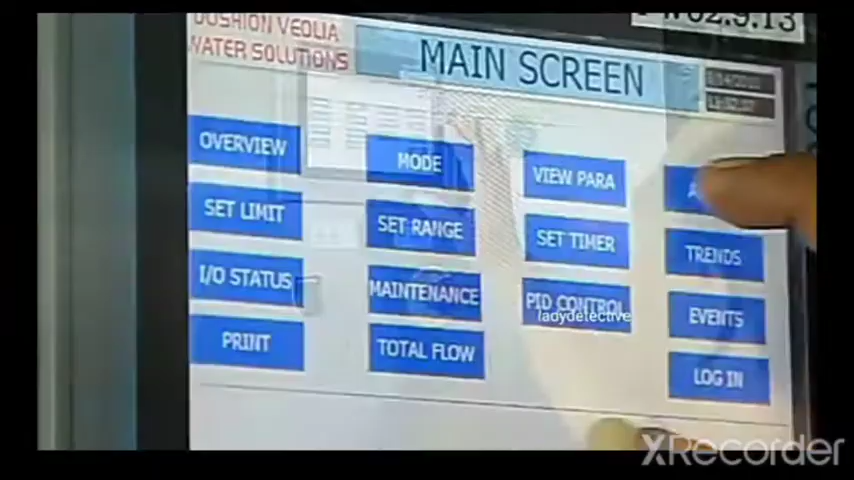 DOSHION VEOLIA
WATER SOLUTIONS
MAIN SCREEN
OVERVIEW
MODE
VIEW PARA
SET LIMIT
SET RANGE
SET TIMER
TRENDS
I/O STATUS
MAINTENANCE
PID CONTROL
EVENTS
PRINT
TOTAL FLOW
LOG IN
ladydetective
XRecorder